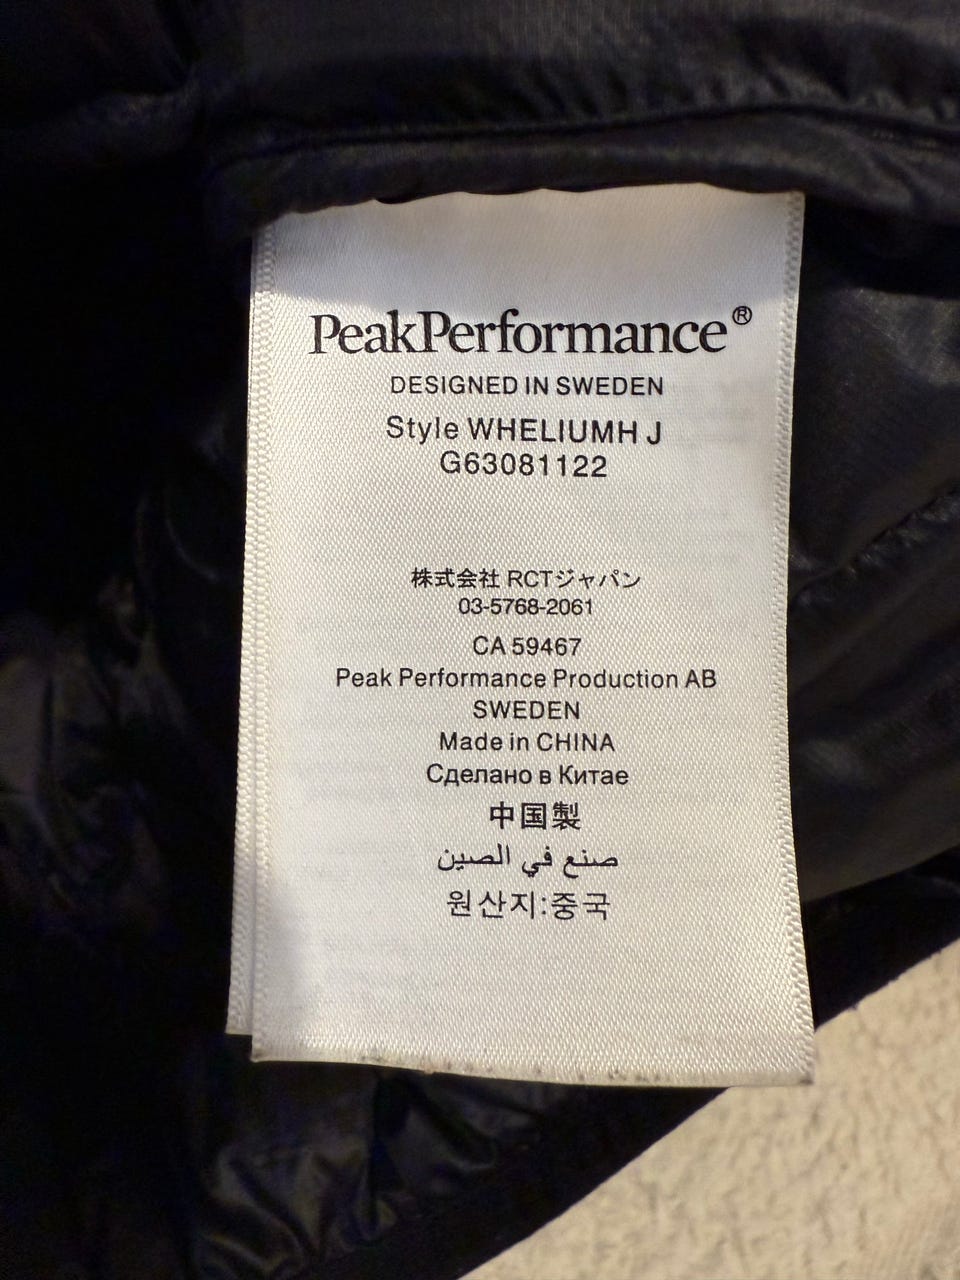 PeakPerformance®
DESIGNED IN SWEDEN
Style WHELIUMH J
G63081122
株式会社 RCTジャパン
03-5768-2061
CA 59467
Peak Performance Production AB
SWEDEN
Made in CHINA
Сделано в Китае
中国製
صنع في الصين
원산지:중국